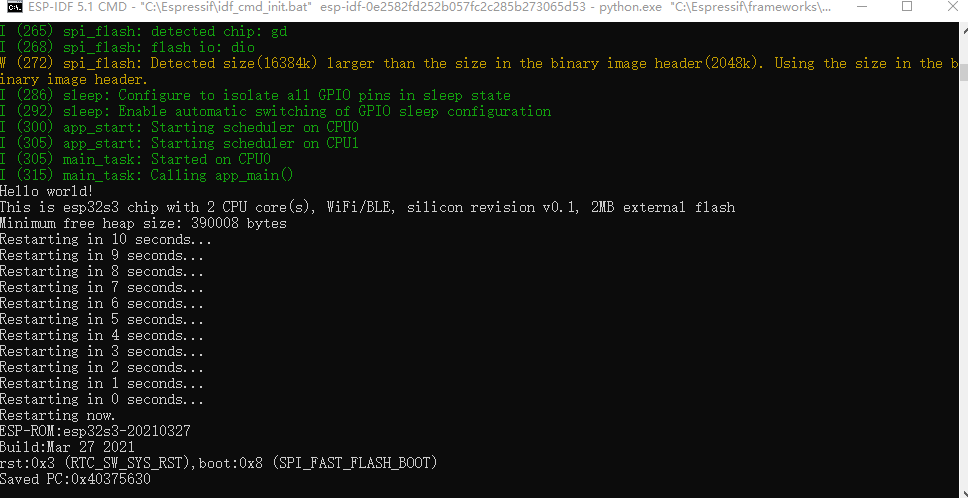 ESP-IDF 5.1 CMD - "C:\Espressif\idf_cmd_init.bat"  esp-idf-0e2582fd252b057fc2c285b273065d53 - python.exe  "C:\Espressif\frameworks\...
I (265) spi_flash: detected chip: gd
I (268) spi_flash: flash io: dio
W (272) spi_flash: Detected size(16384k) larger than the size in the binary image header(2048k). Using the size in the b
inary image header.
I (286) sleep: Configure to isolate all GPIO pins in sleep state
I (292) sleep: Enable automatic switching of GPIO sleep configuration
I (300) app_start: Starting scheduler on CPU0
I (305) app_start: Starting scheduler on CPU1
I (305) main_task: Started on CPU0
I (315) main_task: Calling app_main()
Hello world!
This is esp32s3 chip with 2 CPU core(s), WiFi/BLE, silicon revision v0.1, 2MB external flash
Minimum free heap size: 390008 bytes
Restarting in 10 seconds...
Restarting in 9 seconds...
Restarting in 8 seconds...
Restarting in 7 seconds...
Restarting in 6 seconds...
Restarting in 5 seconds...
Restarting in 4 seconds...
Restarting in 3 seconds...
Restarting in 2 seconds...
Restarting in 1 seconds...
Restarting in 0 seconds...
Restarting now.
ESP-ROM:esp32s3-20210327
Build:Mar 27 2021
rst:0x3 (RTC_SW_SYS_RST),boot:0x8 (SPI_FAST_FLASH_BOOT)
Saved PC:0x40375630